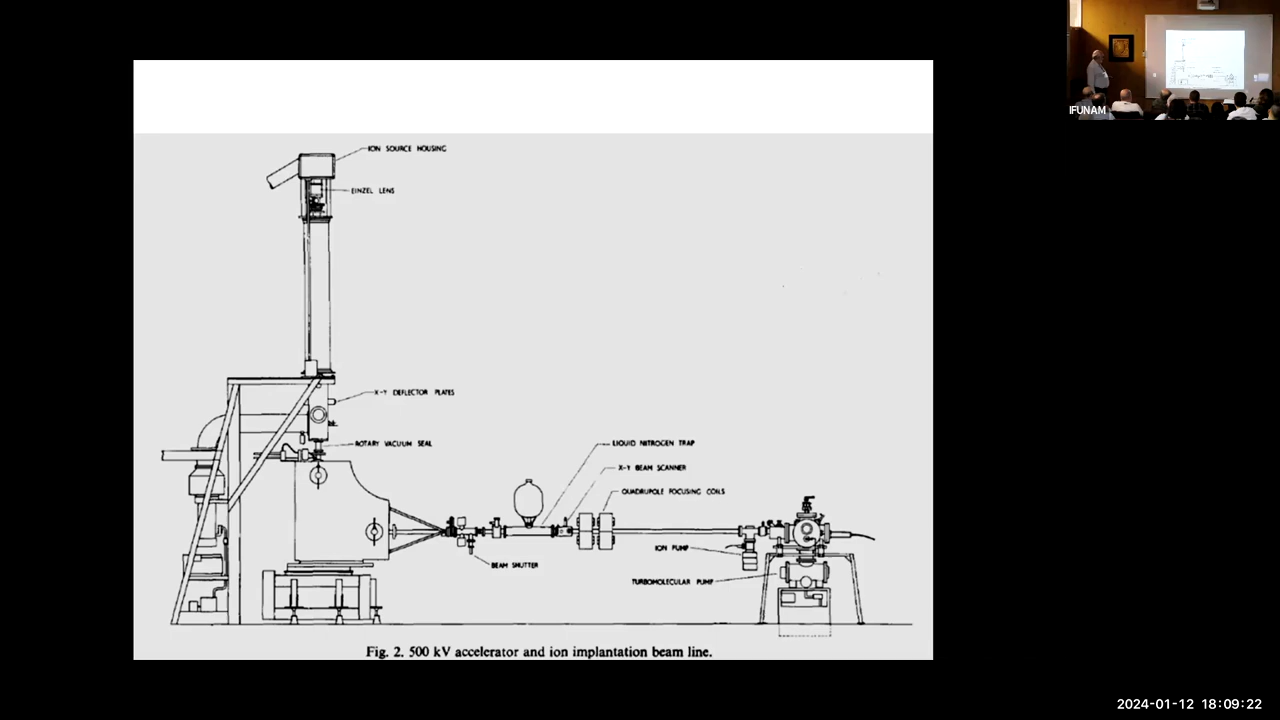 IFUNAM
ION SOURCE HOUSING
EINZEL LENS
X-Y DEFLECTOR PLATES
ROTARY VACUUM SEAL
LIQUID NITROGEN TRAP
X-Y BEAM SCANNER
QUADRUPOLE FOCUSING COILS
ION PUMP
BEAM SHUTTER
TURBOMOLECULAR PUMP
Fig. 2. 500 kV accelerator and ion implantation beam line.
2024-01-12 18:09:22